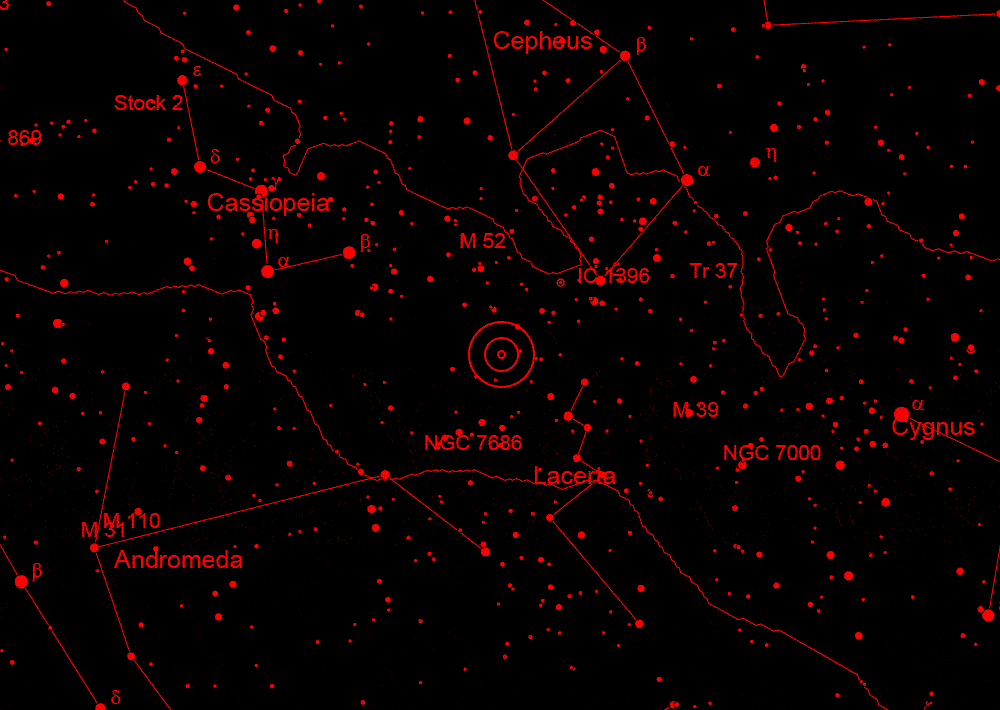 3
Cepheus β
ε
Stock 2
869
δ
η
α
γ
Cassiopeia
η
β
M 52
α
IC 1396
Tr 37
M 39
α
Cygnus
NGC 7686
NGC 7000
Lacerta
M 110
M 31
Andromeda
β
δ